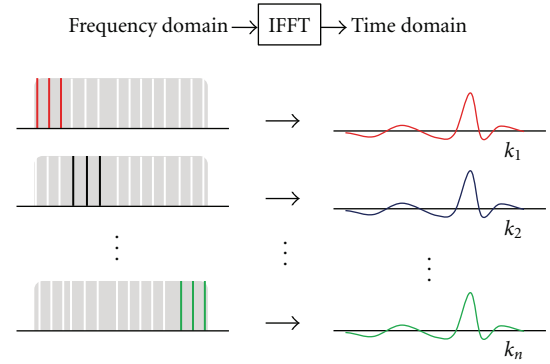 Frequency domain IFFT Time domain
k₁
k₂
kₙ